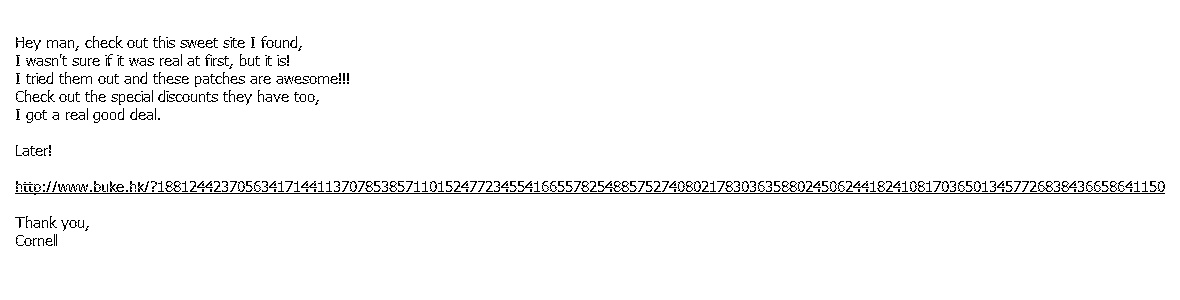 Hey man, check out this sweet site I found,
I wasn't sure if it was real at first, but it is!
I tried them out and these patches are awesome!!!
Check out the special discounts they have too,
I got a real good deal.
Later!
http://www.buke.hk/?188124423705634171441137078538571101524772345541665578254885752740802178303635880245062441824108170365013457726838436658641150
Thank you,
Cornell